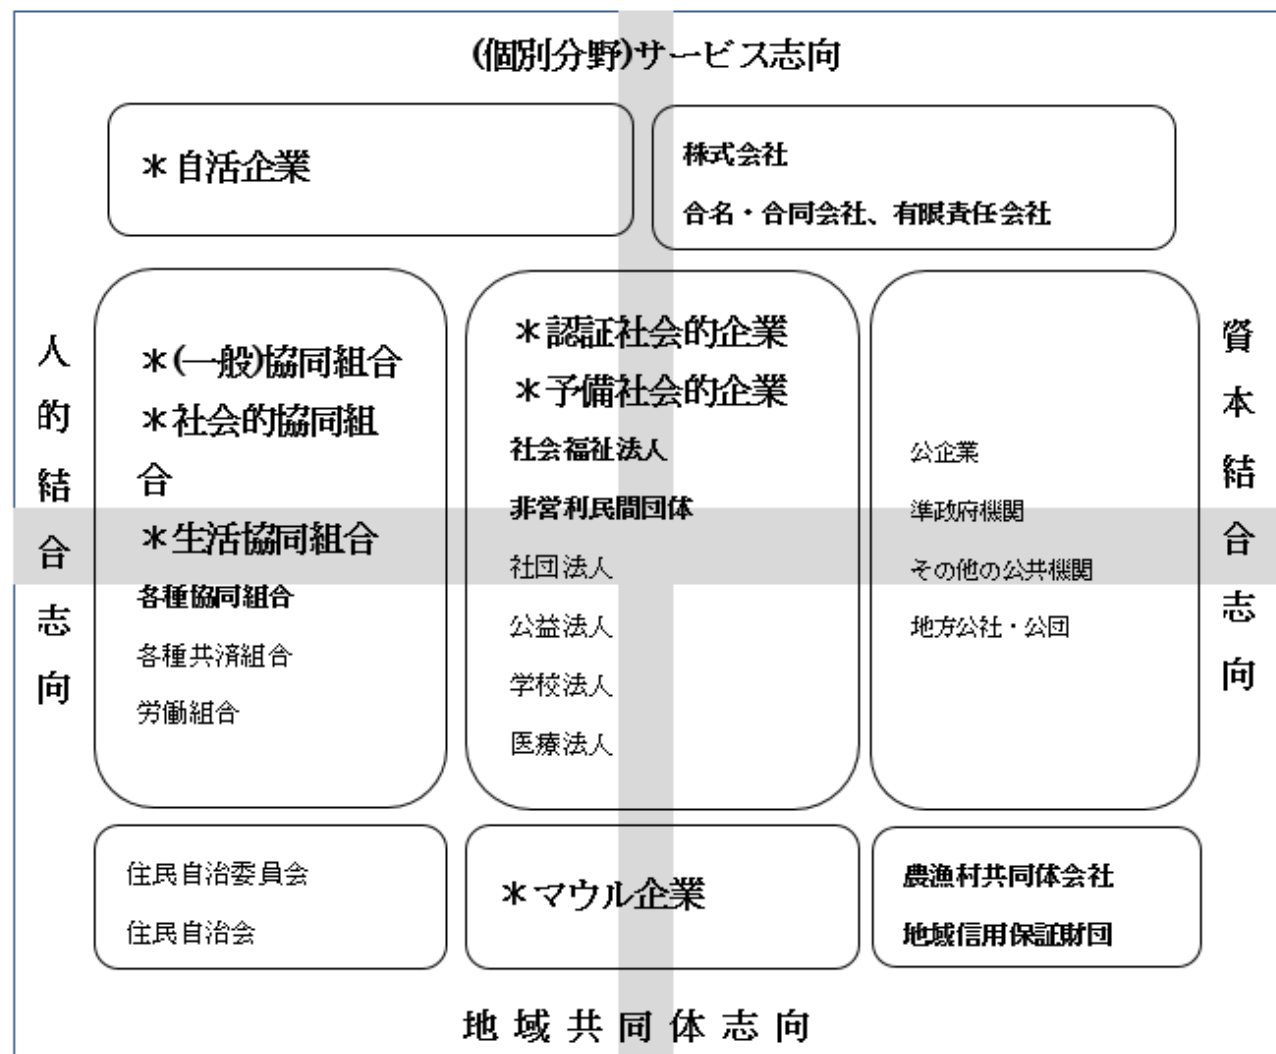 (個別分野)サービス志向
＊自活企業
株式会社
合名・合同会社、有限責任会社
人的結合志向
＊(一般)協同組合
＊社会的協同組
合
＊生活協同組合
各種協同組合
各種共済組合
労働組合
＊認証社会的企業
＊予備社会的企業
社会福祉法人
非営利民間団体
社団法人
公益法人
学校法人
医療法人
公企業
準政府機関
その他の公共機関
地方公社・公団
資本結合志向
住民自治委員会
住民自治会
＊マウル企業
農漁村共同体会社
地域信用保証財団
地域共同体志向